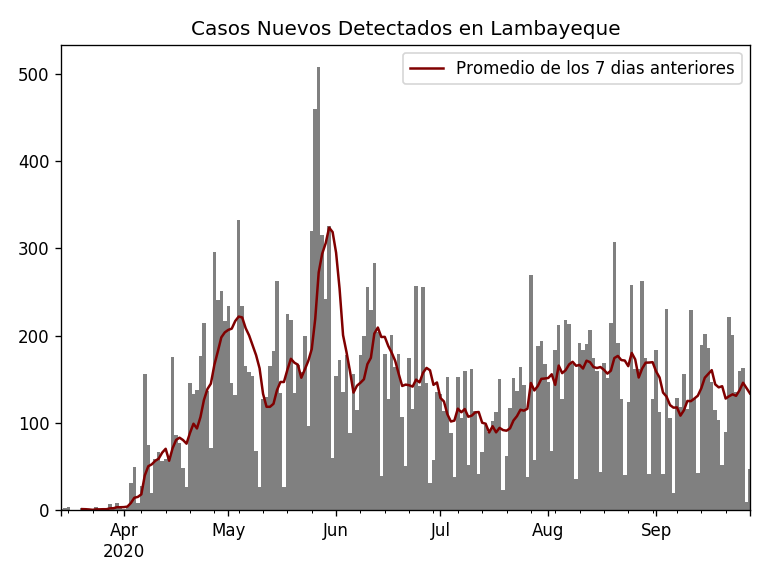 Casos Nuevos Detectados en Lambayeque
Promedio de los 7 dias anteriores
500
400
300
200
100
0
Apr May Jun Jul Aug Sep
2020